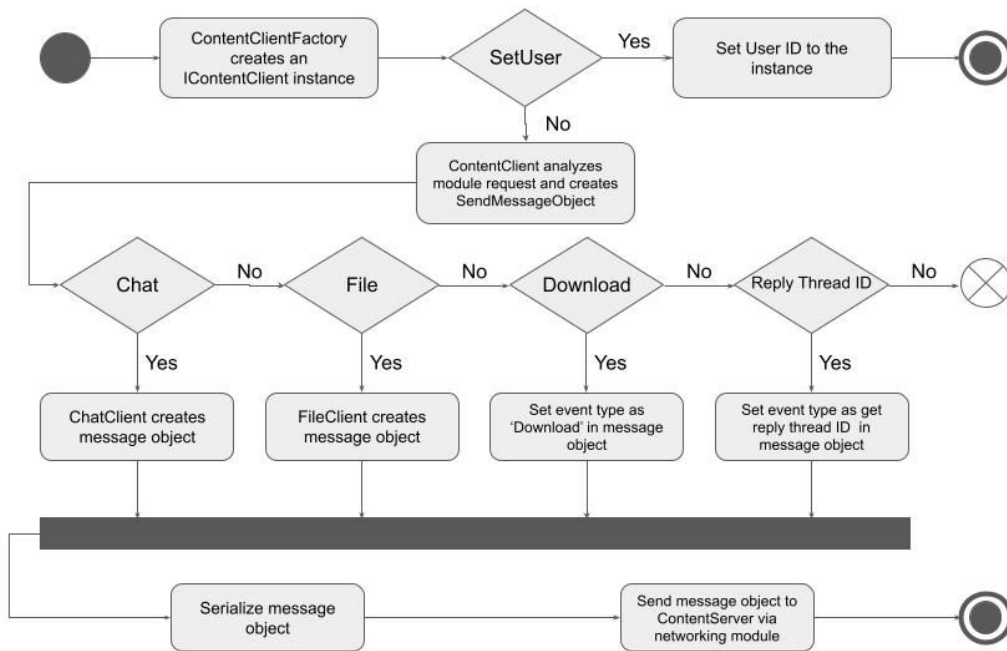 ContentClientFactory
creates an
IContentClient instance
SetUser
Yes
Set User ID to the
instance
No
ContentClient analyzes
module request and creates
SendMessageObject
Chat
No
File
No
Download
No
Reply Thread ID
No
Yes
Yes
Yes
Yes
ChatClient creates
message object
FileClient creates
message object
Set event type as
‘Download’ in message
object
Set event type as get
reply thread ID in
message object
Serialize message
object
Send message object to
ContentServer via
networking module